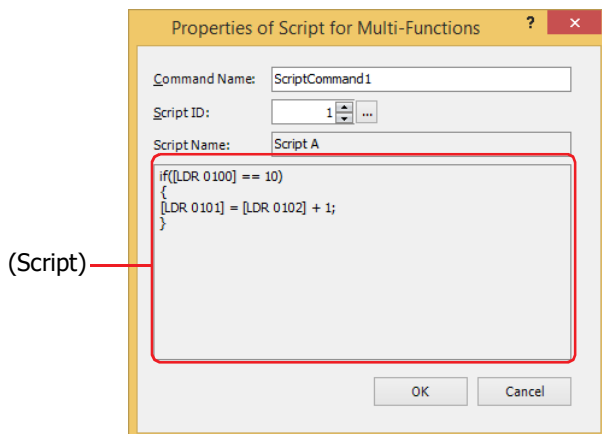 Properties of Script for Multi-Functions ? ×
Command Name: ScriptCommand1
Script ID: 1 ...
Script Name: Script A
if([LDR 0100] == 10)
{
[LDR 0101] = [LDR 0102] + 1;
}
(Script)
OK Cancel